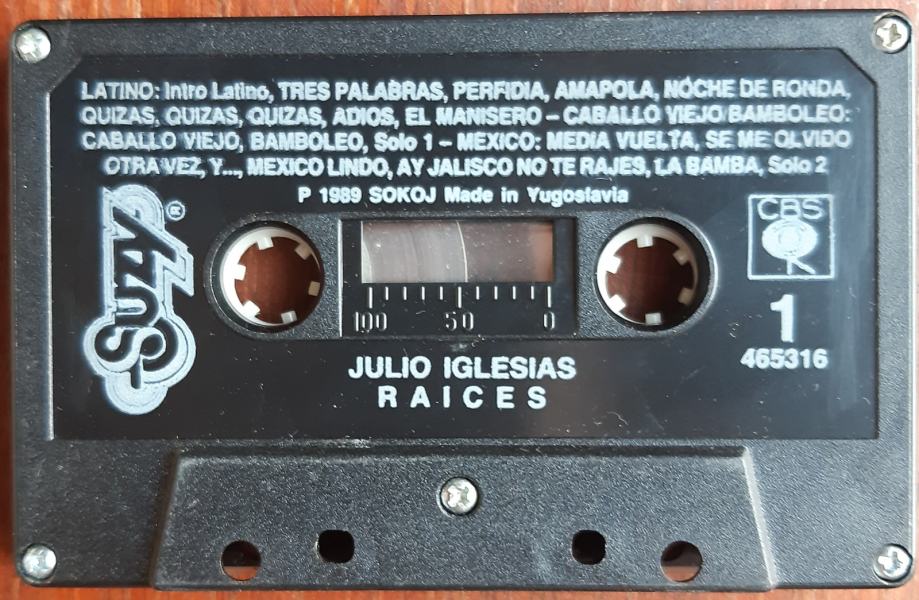 LATINO: Intro Latino, TRES PALABRAS, PERFIDIA, AMAPOLA, NOCHE DE RONDA,
QUIZAS, QUIZAS, QUIZAS, ADIOS, EL MANISERO – CABALLO VIEJO/BAMBOLEO:
CABALLO VIEJO, BAMBOLEO, Solo 1 – MEXICO: MEDIA VUELTA, SE ME OLVIDO
OTRA VEZ, Y..., MEXICO LINDO, AY JALISCO NO TE RAJES, LA BAMBA, Solo 2
P 1989 SOKOJ Made in Yugoslavia
Suzy ®
CBS
100 50 0
1
465316
JULIO IGLESIAS
RAICES